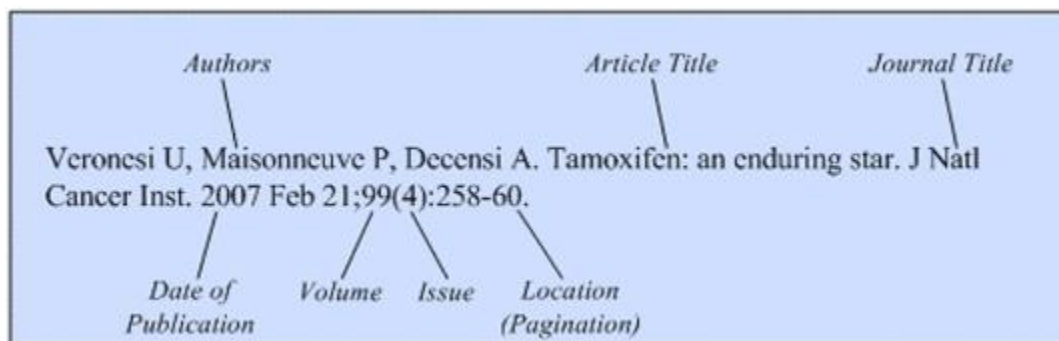 Authors Article Title Journal Title
Veronesi U, Maisonneuve P, Decensi A. Tamoxifen: an enduring star. J Natl
Cancer Inst. 2007 Feb 21;99(4):258-60.
Date of Volume Issue Location
Publication (Pagination)